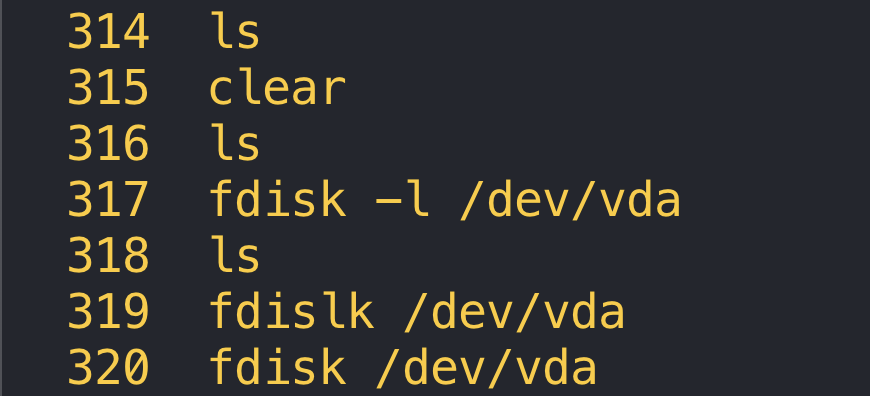 314 ls
315 clear
316 ls
317 fdisk -l /dev/vda
318 ls
319 fdislk /dev/vda
320 fdisk /dev/vda